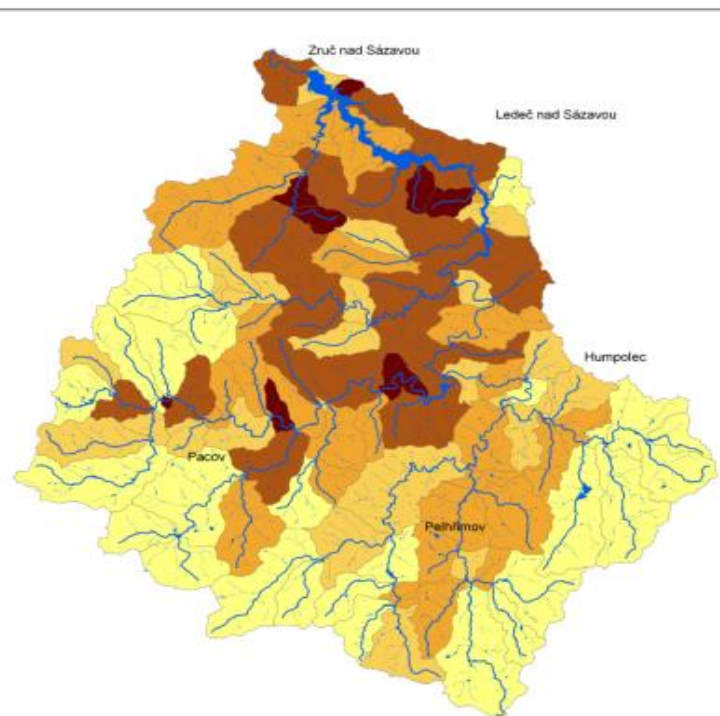 Zruč nad Sázavou
Ledeč nad Sázavou
Humpolec
Pacov
Pelhřimov